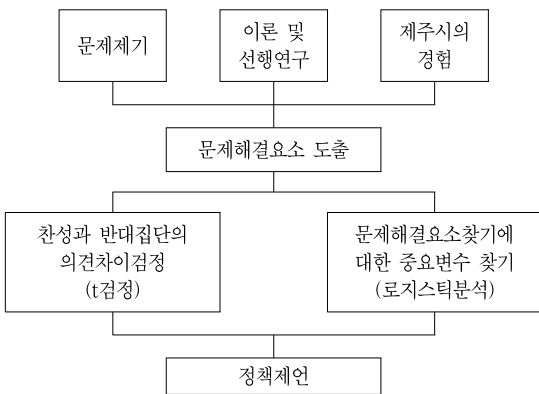 문제제기
이론 및
선행연구
제주시의
경험
문제해결요소 도출
찬성과 반대집단의
의견차이검정
(t검정)
문제해결요소찾기에
대한 중요변수 찾기
(로지스틱분석)
정책제언